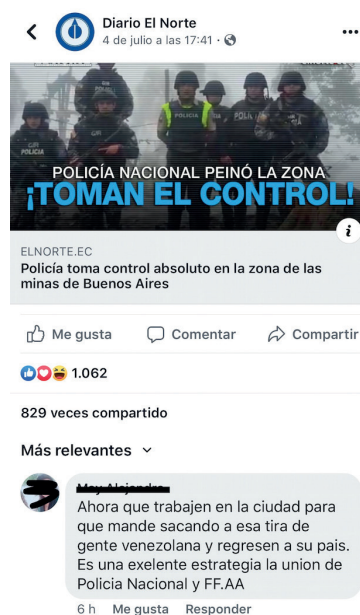 Diario El Norte
4 de julio a las 17:41
POLICIA
POLICIA
POLICÍA NACIONAL PEINÓ LA ZONA
¡TOMAN EL CONTROL!
ELNORTE.EC
Policía toma control absoluto en la zona de las
minas de Buenos Aires
Me gusta
Comentar
Compartir
1.062
829 veces compartido
Más relevantes
Ahora que trabajen en la ciudad para
que mande sacando a esa tira de
gente venezolana y regresen a su pais.
Es una exelente estrategia la union de
Policia Nacional y FF.AA
6 h Me gusta Responder